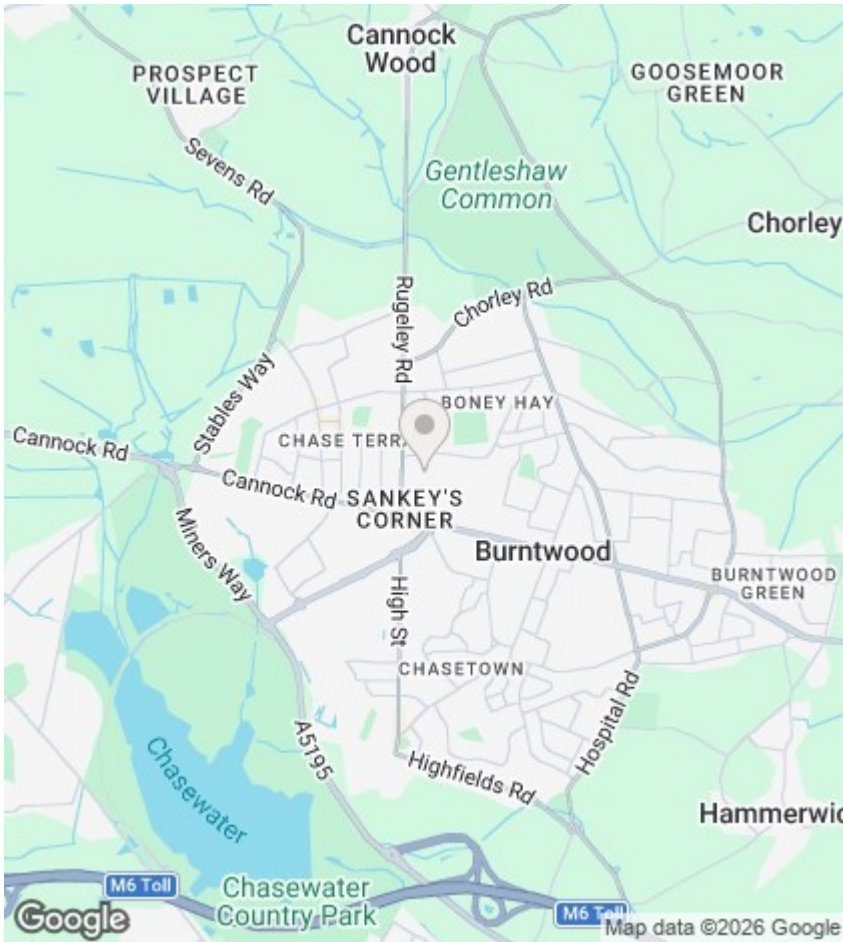 Cannock
Wood
PROSPECT
VILLAGE
GOOSEMOOR
GREEN
Sevens Rd
Gentleshaw
Common
Chorley
Rugeley Rd
Chorley Rd
Stables Way
BONEY HAY
CHASE TERRA
Cannock Rd
Cannock Rd
SANKEY'S
CORNER
Miners Way
Burntwood
BURNTWOOD
GREEN
High St
CHASETOWN
Hospital Rd
A5195
Chasewater
Highfields Rd
Hammerwic
M6 Toll
Chasewater
Country Park
M6 Toll
Google
Map data ©2026 Google